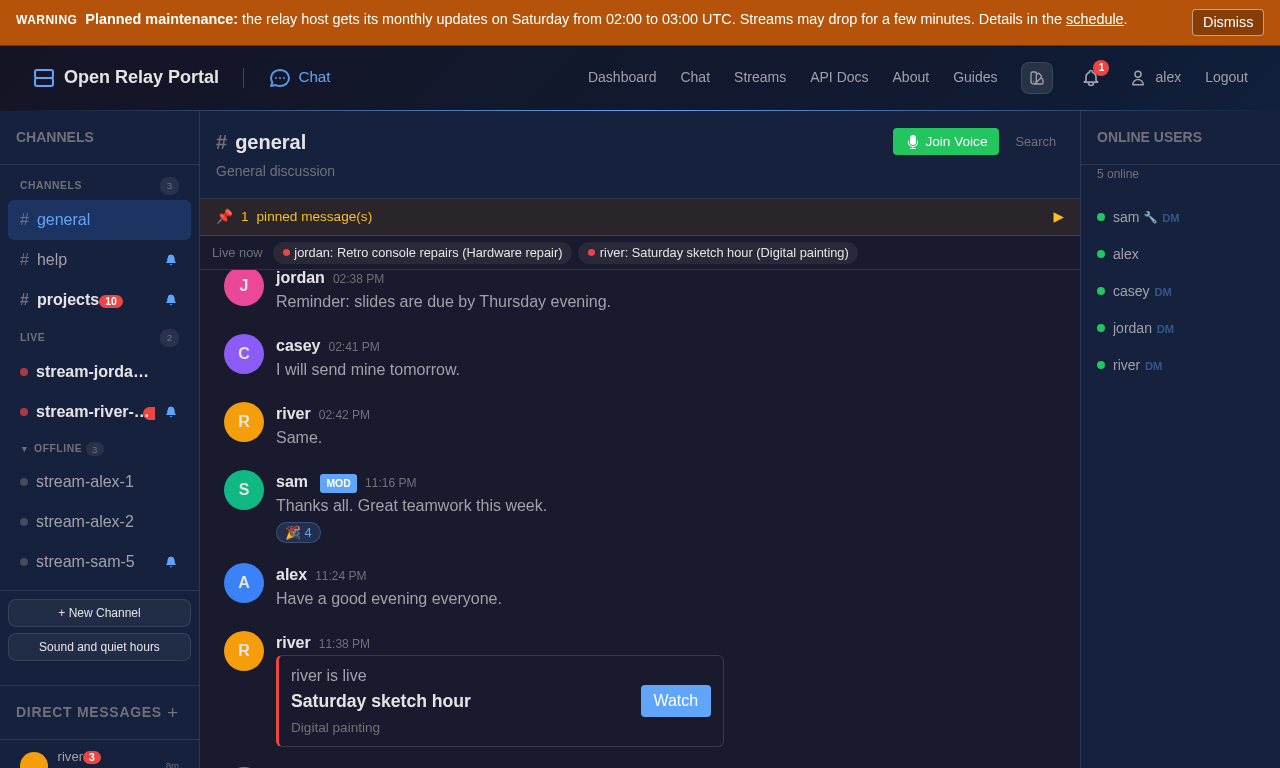 WARNING Planned maintenance: the relay host gets its monthly updates on Saturday from 02:00 to 03:00 UTC. Streams may drop for a few minutes. Details in the schedule.
Dismiss
Open Relay Portal
Chat
Dashboard
Chat
Streams
API Docs
About
Guides
1
alex
Logout
CHANNELS
CHANNELS 3
# general
# help
# projects 10
LIVE 2
stream-jorda…
stream-river-…
▼ OFFLINE 3
stream-alex-1
stream-alex-2
stream-sam-5
+ New Channel
Sound and quiet hours
DIRECT MESSAGES +
river 3
8m
# general
General discussion
Join Voice
Search
📌 1 pinned message(s) ▶
Live now
jordan: Retro console repairs (Hardware repair)
river: Saturday sketch hour (Digital painting)
J
jordan 02:38 PM
Reminder: slides are due by Thursday evening.
C
casey 02:41 PM
I will send mine tomorrow.
R
river 02:42 PM
Same.
S
sam MOD 11:16 PM
Thanks all. Great teamwork this week.
🎉 4
A
alex 11:24 PM
Have a good evening everyone.
R
river 11:38 PM
river is live
Saturday sketch hour
Digital painting
Watch
ONLINE USERS
5 online
sam 🔧 DM
alex
casey DM
jordan DM
river DM